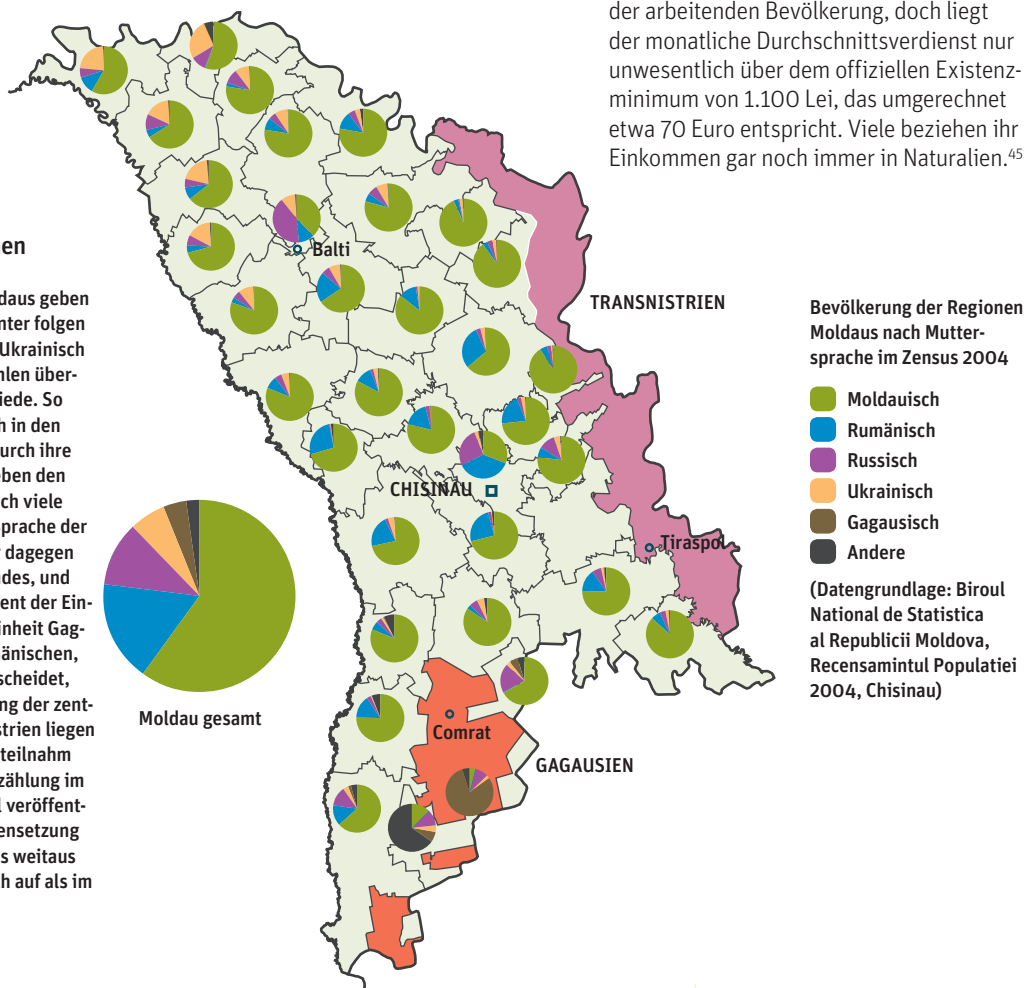 der arbeitenden Bevölkerung, doch liegt
der monatliche Durchschnittsverdienst nur
unwesentlich über dem offiziellen Existenz-
minimum von 1.100 Lei, das umgerechnet
etwa 70 Euro entspricht. Viele beziehen ihr
Einkommen gar noch immer in Naturalien.45
en
daus geben
nter folgen
Ukrainisch
hlen über-
iede. So
h in den
urch ihre
eben den
ch viele
Sprache der
r dagegen
ndes, und
ent der Ein-
inheit Gag-
änischen,
scheidet,
ng der zent-
strien liegen
teilnahm
zählung im
l veröffent-
ensetzung
s weitaus
h auf als im
Moldau gesamt
Balti
TRANSNISTRIEN
CHISINAU
Tiraspol
Comrat
GAGAUSIEN
Bevölkerung der Regionen
Moldaus nach Mutter-
sprache im Zensus 2004
Moldauisch
Rumänisch
Russisch
Ukrainisch
Gagausisch
Andere
(Datengrundlage: Biroul
National de Statistica
al Republicii Moldova,
Recensamintul Populatiei
2004, Chisinau)